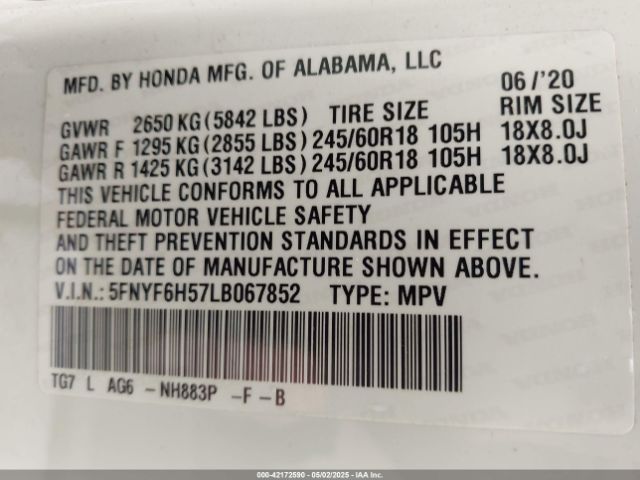 MFD. BY HONDA MFG. OF ALABAMA, LLC 06/'20
GVWR 2650 KG (5842 LBS) TIRE SIZE RIM SIZE
GAWR F 1295 KG (2855 LBS) 245/60R18 105H 18X8.0J
GAWR R 1425 KG (3142 LBS) 245/60R18 105H 18X8.0J
THIS VEHICLE CONFORMS TO ALL APPLICABLE
FEDERAL MOTOR VEHICLE SAFETY
AND THEFT PREVENTION STANDARDS IN EFFECT
ON THE DATE OF MANUFACTURE SHOWN ABOVE.
V.I.N.: 5FNYF6H57LB067852 TYPE: MPV
TG7 L AG6 -NH883P -F-B
000-42172590 - 05/02/2025 - IAA Inc.